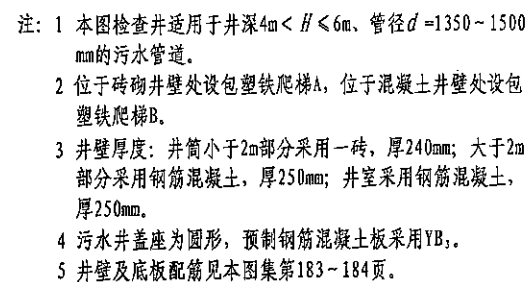 注：1 本图检查井适用于井深4m< H ≤6m、管径d =1350～1500
mm的污水管道。
2 位于砖砌井壁处设包塑铁爬梯A，位于混凝土井壁处设包
塑铁爬梯B。
3 井壁厚度：井筒小于2m部分采用一砖，厚240mm；大于2m
部分采用钢筋混凝土，厚250mm；井室采用钢筋混凝土，
厚250mm。
4 污水井盖座为圆形，预制钢筋混凝土板采用YB₃。
5 井壁及底板配筋见本图集第183～184页。